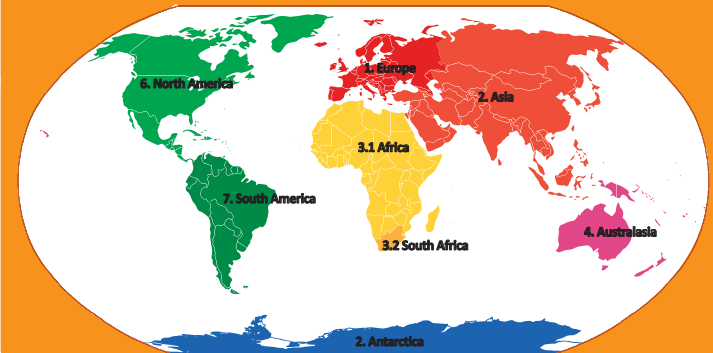 1. Europe
6. North America
2. Asia
3.1 Africa
7. South America
4. Australasia
3.2 South Africa
2. Antarctica